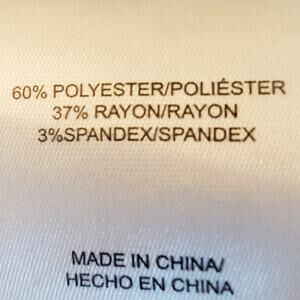 60% POLYESTER/POLIÉSTER
37% RAYON/RAYON
3%SPANDEX/SPANDEX
MADE IN CHINA/
HECHO EN CHINA